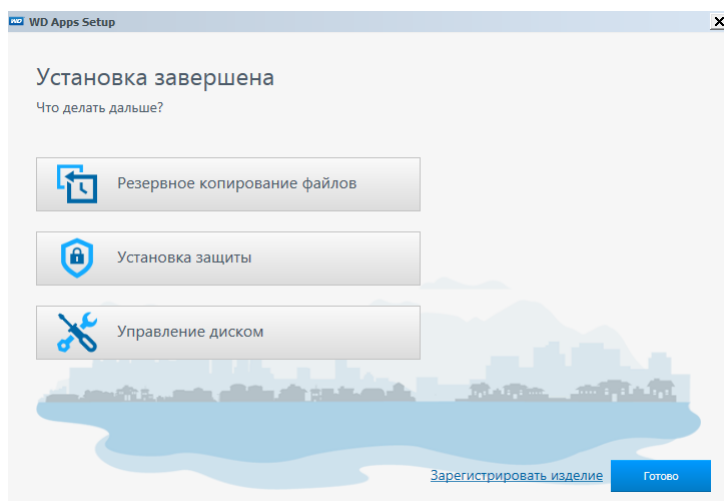 WD WD Apps Setup
Установка завершена
Что делать дальше?
Резервное копирование файлов
Установка защиты
Управление диском
Зарегистрировать изделие
Готово